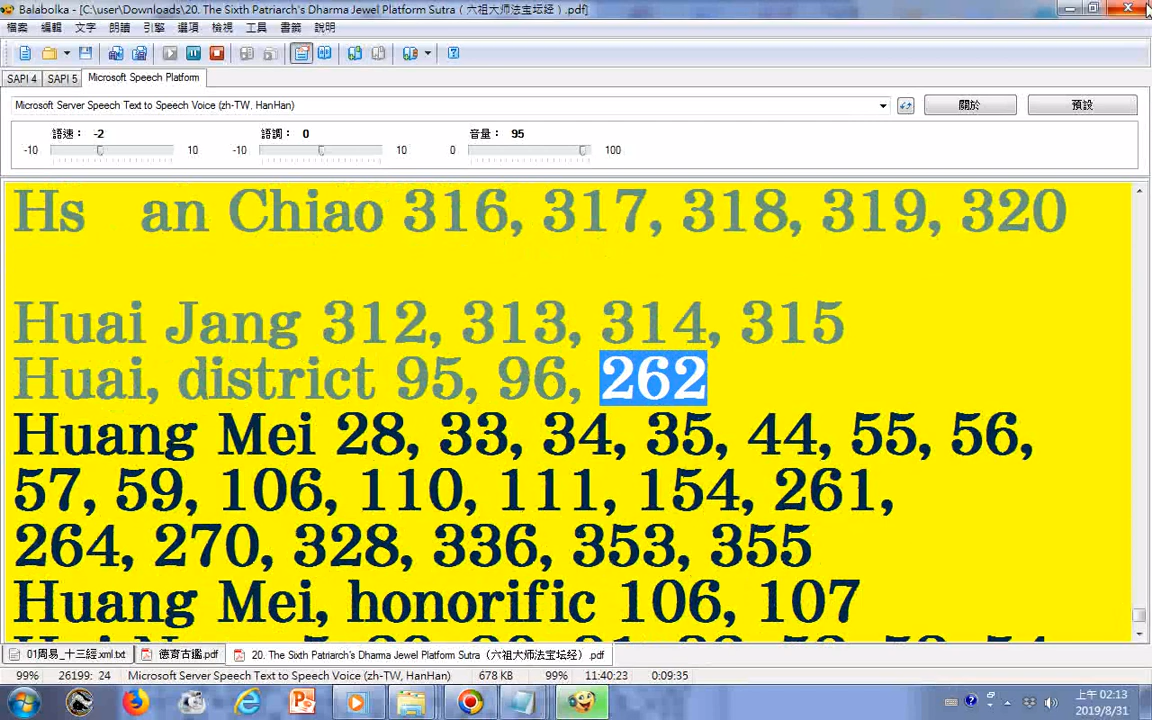 Balabolka - [C:\user\Downloads\20. The Sixth Patriarch's Dharma Jewel Platform Sutra（六祖大师法宝坛经）.pdf]
檔案 編輯 文字 朗讀 引擎 選項 檢視 工具 書籤 說明
SAPI 4 SAPI 5 Microsoft Speech Platform
Microsoft Server Speech Text to Speech Voice (zh-TW, HanHan) 關於 預設
語速： -2 語調： 0 音量： 95
-10 10 -10 10 0 100
Hs an Chiao 316, 317, 318, 319, 320
Huai Jang 312, 313, 314, 315
Huai, district 95, 96, 262
Huang Mei 28, 33, 34, 35, 44, 55, 56,
57, 59, 106, 110, 111, 154, 261,
264, 270, 328, 336, 353, 355
Huang Mei, honorific 106, 107
01周易_十三經.xml.txt 德育古鑑.pdf 20. The Sixth Patriarch's Dharma Jewel Platform Sutra（六祖大师法宝坛经）.pdf
99% 26199: 24 Microsoft Server Speech Text to Speech Voice (zh-TW, HanHan) 678 KB 99% 11:40:23 0:09:35
上午 02:13
2019/8/31